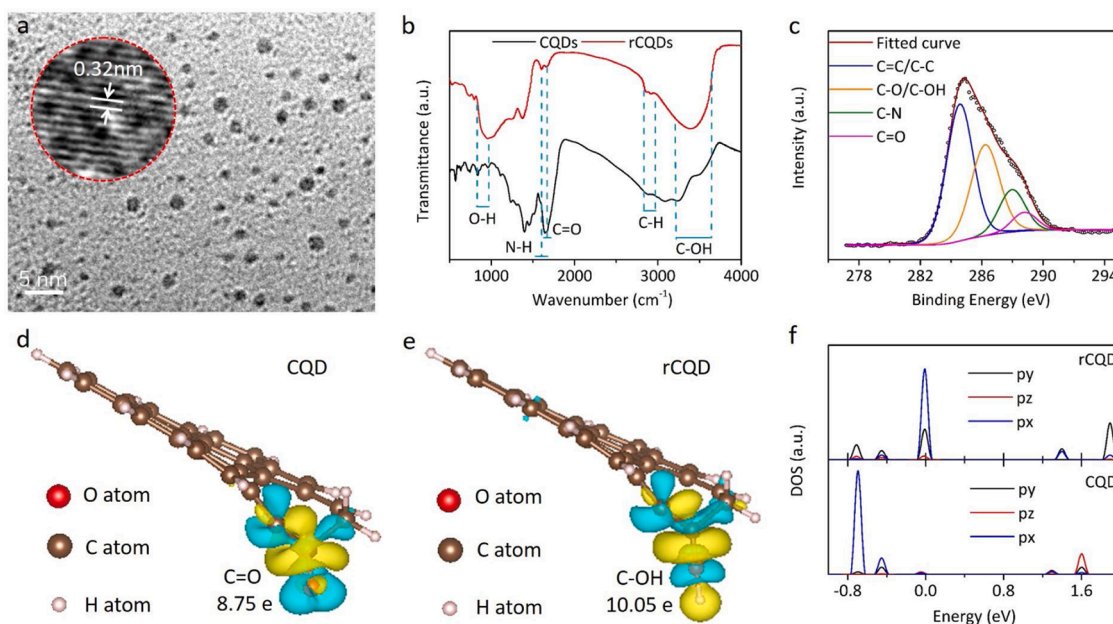 a
0.32nm
5 nm
b
CQDs
rCQDs
Transmittance (a.u.)
O-H
N-H
C=O
C-H
C-OH
1000
2000
3000
4000
Wavenumber (cm⁻¹)
c
Fitted curve
C=C/C-C
C-O/C-OH
C-N
C=O
Intensity (a.u.)
278
282
286
290
294
Binding Energy (eV)
d
CQD
O atom
C atom
H atom
C=O
8.75 e
e
rCQD
O atom
C atom
H atom
C-OH
10.05 e
f
rCQD
py
pz
px
CQD
py
pz
px
DOS (a.u.)
-0.8
0.0
0.8
1.6
Energy (eV)